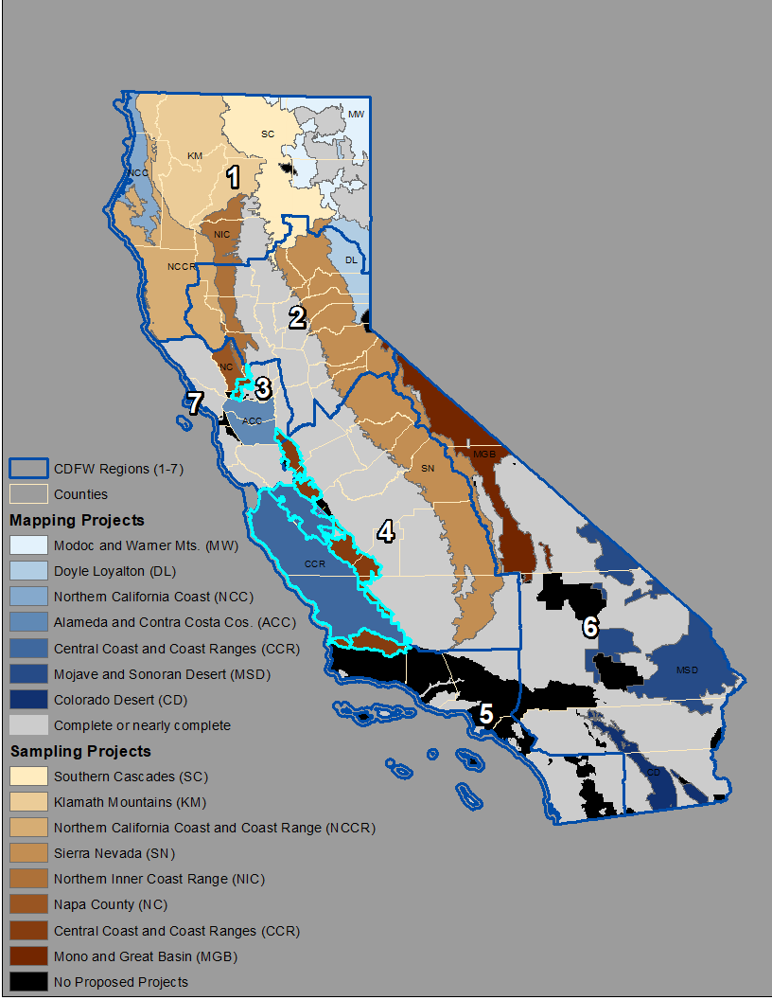 MW
SC
KM
NCC
1
NIC
DL
NCCR
2
NC
3
7
ACC
MGB
SN
4
CCR
6
MSD
5
CD
CDFW Regions (1-7)
Counties
Mapping Projects
Modoc and Warner Mts. (MW)
Doyle Loyalton (DL)
Northern California Coast (NCC)
Alameda and Contra Costa Cos. (ACC)
Central Coast and Coast Ranges (CCR)
Mojave and Sonoran Desert (MSD)
Colorado Desert (CD)
Complete or nearly complete
Sampling Projects
Southern Cascades (SC)
Klamath Mountains (KM)
Northern California Coast and Coast Range (NCCR)
Sierra Nevada (SN)
Northern Inner Coast Range (NIC)
Napa County (NC)
Central Coast and Coast Ranges (CCR)
Mono and Great Basin (MGB)
No Proposed Projects